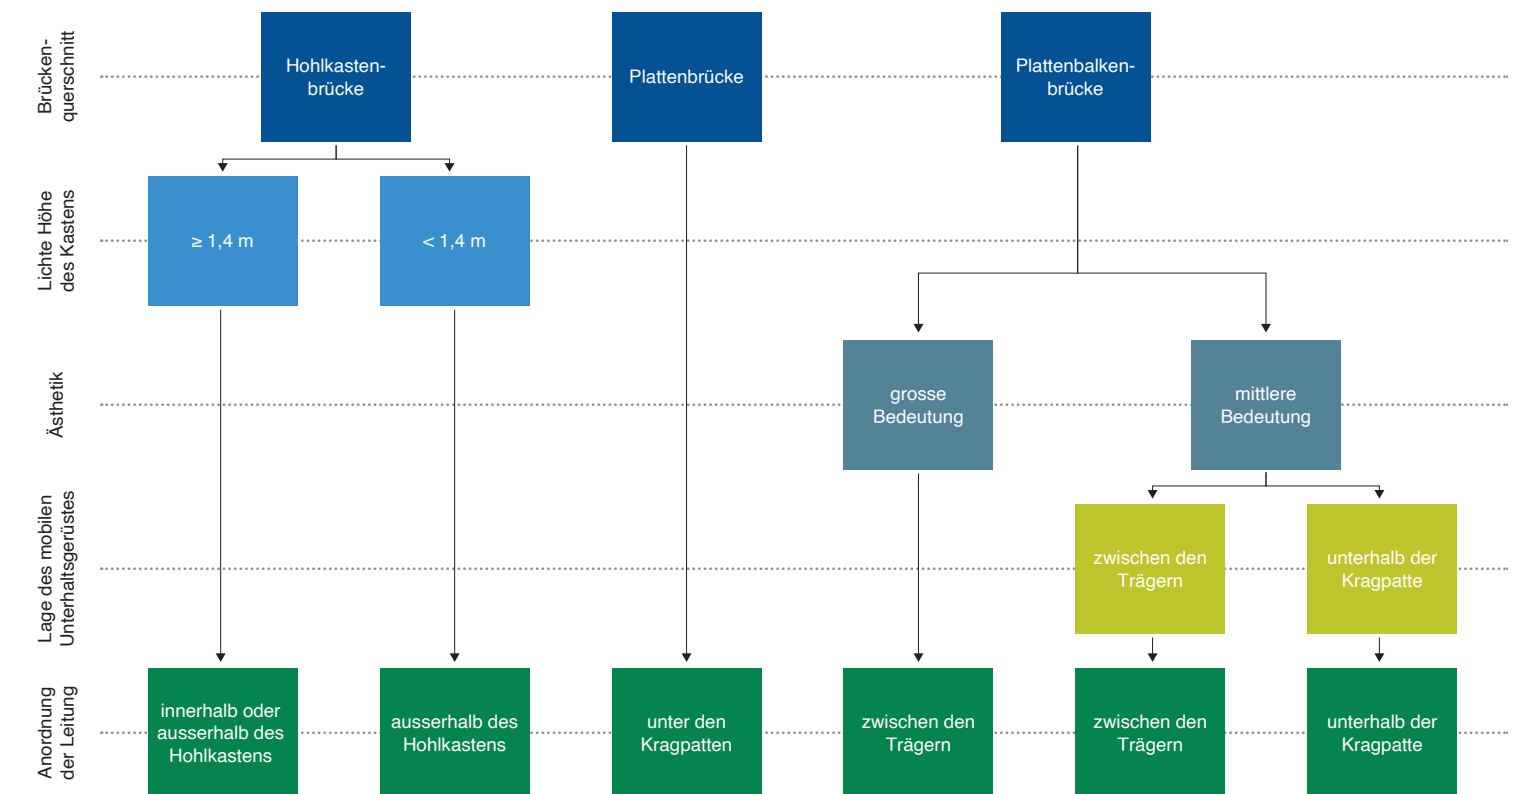 Brücken-
querschnitt
Hohlkasten-
brücke
Plattenbrücke
Plattenbalken-
brücke
Lichte Höhe
des Kastens
≥ 1,4 m
< 1,4 m
Ästhetik
grosse
Bedeutung
mittlere
Bedeutung
Lage des mobilen
Unterhaltsgerüstes
zwischen den
Trägern
unterhalb der
Kragpatte
Anordnung
der Leitung
innerhalb oder
ausserhalb des
Hohlkastens
ausserhalb des
Hohlkastens
unter den
Kragpatten
zwischen den
Trägern
zwischen den
Trägern
unterhalb der
Kragpatte